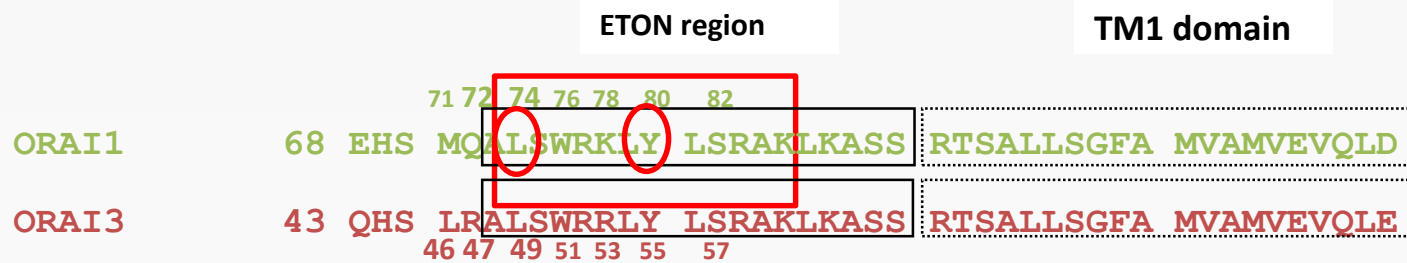 ETON region TM1 domain
71 72 74 76 78 80 82
ORAI1 68 EHS MQALSWRKLY LSRAKLKASS RTSALLSGFA MVAMVEVQLD
ORAI3 43 QHS LRALSWRRLY LSRAKLKASS RTSALLSGFA MVAMVEVQLE
46 47 49 51 53 55 57